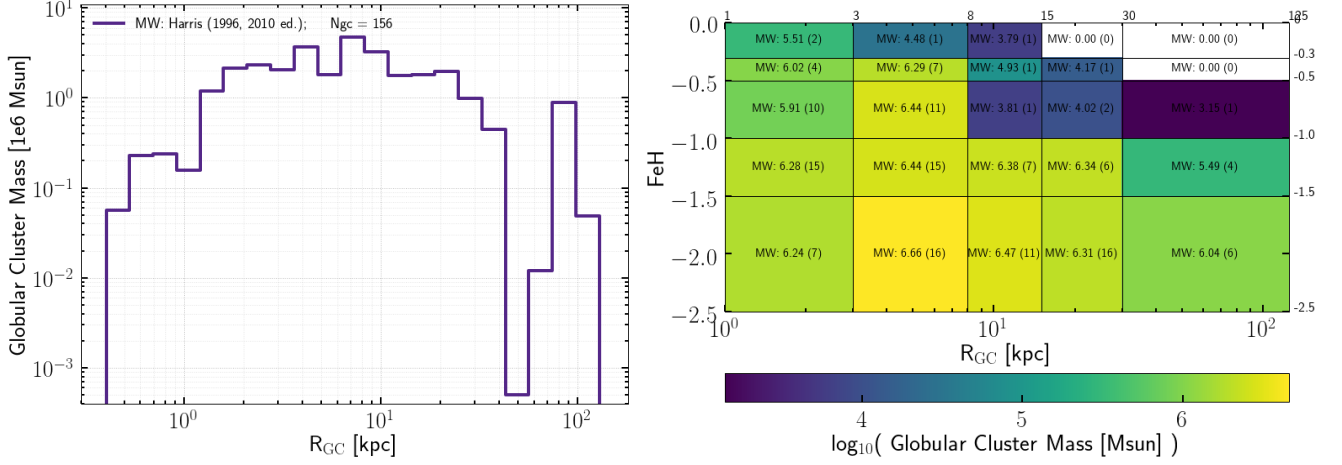 MW: Harris (1996, 2010 ed.); Ngc = 156
10^1
10^0
10^-1
10^-2
10^-3
Globular Cluster Mass [1e6 Msun]
10^0 10^1 10^2
R_GC [kpc]
1 3 8 15 30 125
0.0 MW: 5.51 (2) MW: 4.48 (1) MW: 3.79 (1) MW: 0.00 (0) MW: 0.00 (0) 0
-0.3
MW: 6.02 (4) MW: 6.29 (7) MW: 4.93 (1) MW: 4.17 (1) MW: 0.00 (0)
−0.5 -0.5
MW: 5.91 (10) MW: 6.44 (11) MW: 3.81 (1) MW: 4.02 (2) MW: 3.15 (1)
−1.0 -1.0
MW: 6.28 (15) MW: 6.44 (15) MW: 6.38 (7) MW: 6.34 (6) MW: 5.49 (4)
−1.5 -1.5
MW: 6.24 (7) MW: 6.66 (16) MW: 6.47 (11) MW: 6.31 (16) MW: 6.04 (6)
−2.0
−2.5 -2.5
FeH
10^0 10^1 10^2
R_GC [kpc]
4 5 6
log_10( Globular Cluster Mass [Msun] )